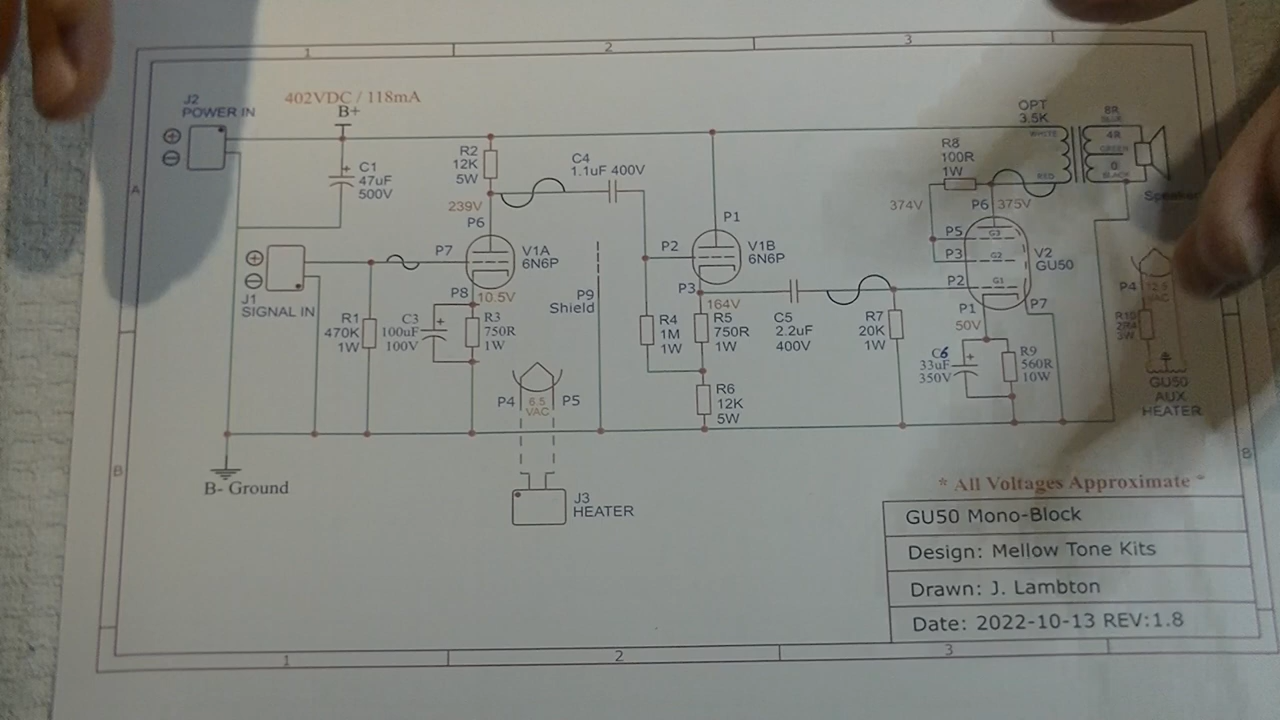 1
2
3
A
B
B
J2
POWER IN
402VDC / 118mA
B+
C1
47uF
500V
R2
12K
5W
C4
1.1uF 400V
239V
P6
P7
V1A
6N6P
J1
SIGNAL IN
P8
10.5V
R1
470K
1W
C3
100uF
100V
R3
750R
1W
P4
6.5
VAC
P5
J3
HEATER
B- Ground
P9
Shield
P1
P2
V1B
6N6P
P3
164V
R4
1M
1W
R5
750R
1W
R6
12K
5W
C5
2.2uF
400V
R7
20K
1W
OPT
3.5K
WHITE
RED
R8
100R
1W
374V
P6
375V
P5
G3
P3
G2
P2
G1
V2
GU50
P1
50V
P7
C6
33uF
350V
R9
560R
10W
8R
BLUE
4R
GREEN
0
BLACK
Speaker
P4
12.6
VAC
R10
2R4
3W
GU50
AUX
HEATER
* All Voltages Approximate *
GU50 Mono-Block
Design: Mellow Tone Kits
Drawn: J. Lambton
Date: 2022-10-13 REV:1.8
1
2
3